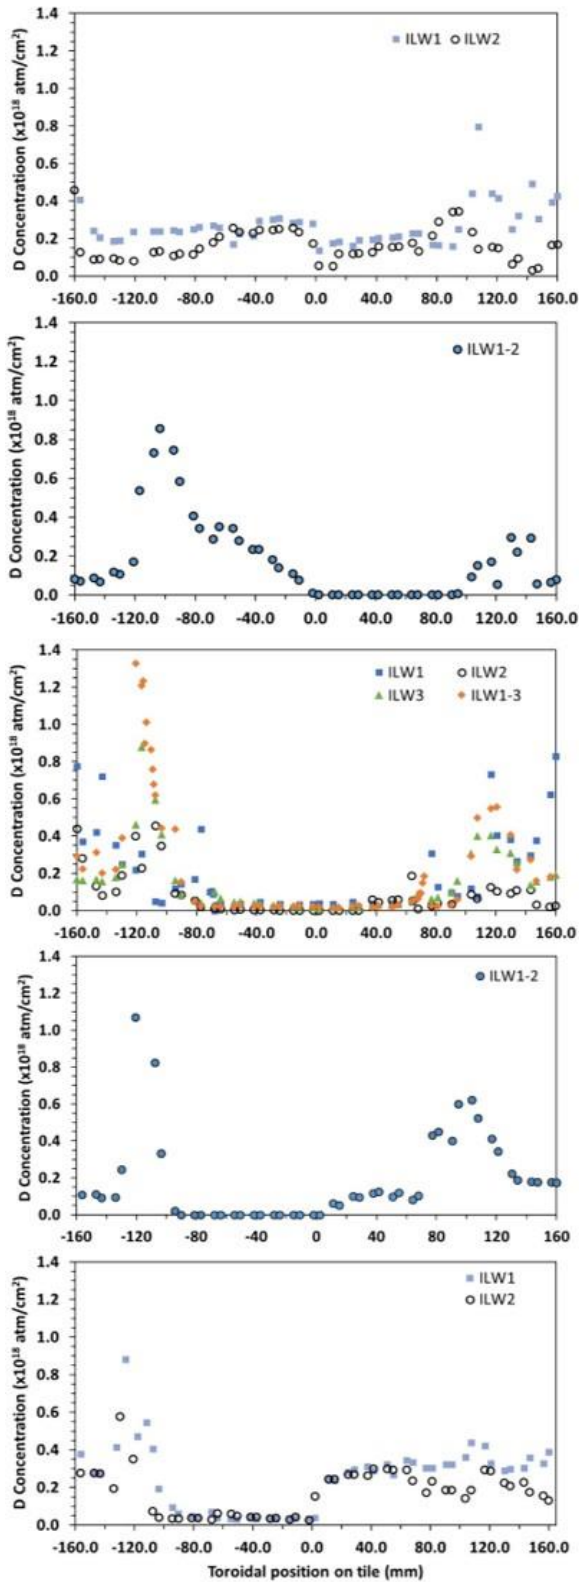 D Concentratioon (x10¹⁸ atm/cm²)
1.4
1.2
1.0
0.8
0.6
0.4
0.2
0.0
ILW1 ILW2
-160.0 -120.0 -80.0 -40.0 0.0 40.0 80.0 120.0 160.0
D Concentration (x10¹⁸ atm/cm²)
1.4
1.2
1.0
0.8
0.6
0.4
0.2
0.0
ILW1-2
-160.0 -120.0 -80.0 -40.0 0.0 40.0 80.0 120.0 160.0
D Concentration (x10¹⁸ atm/cm²)
1.4
1.2
1.0
0.8
0.6
0.4
0.2
0.0
ILW1 ILW2
ILW3 ILW1-3
-160.0 -120.0 -80.0 -40.0 0.0 40.0 80.0 120.0 160.0
D Concentration (x10¹⁸ atm/cm²)
1.4
1.2
1.0
0.8
0.6
0.4
0.2
0.0
ILW1-2
-160 -120 -80 -40 0 40 80 120 160
D Concentration (x10¹⁸ atm/cm²)
1.4
1.2
1.0
0.8
0.6
0.4
0.2
0.0
ILW1
ILW2
-160.0 -120.0 -80.0 -40.0 0.0 40.0 80.0 120.0 160.0
Toroidal position on tile (mm)